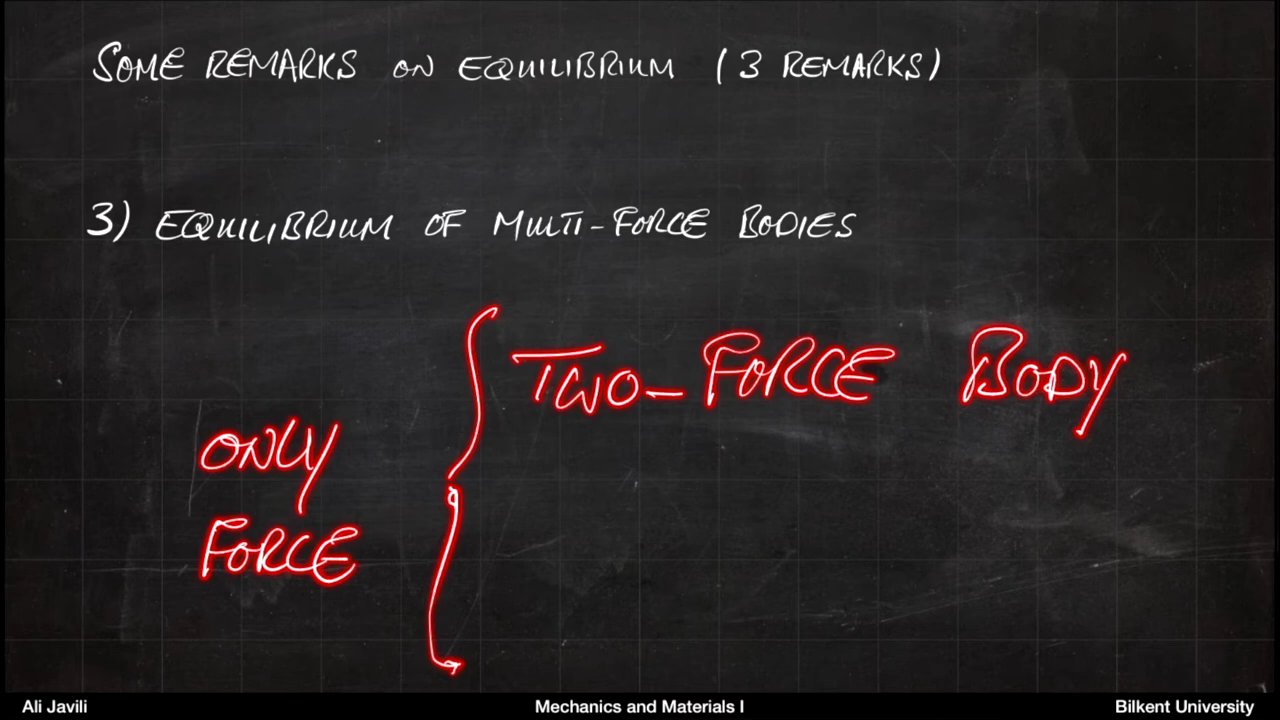 SOME REMARKS ON EQUILIBRIUM (3 REMARKS)
3) EQUILIBRIUM OF MULTI-FORCE BODIES
TWO-FORCE BODY
ONLY
FORCE
Ali Javili
Mechanics and Materials I
Bilkent University